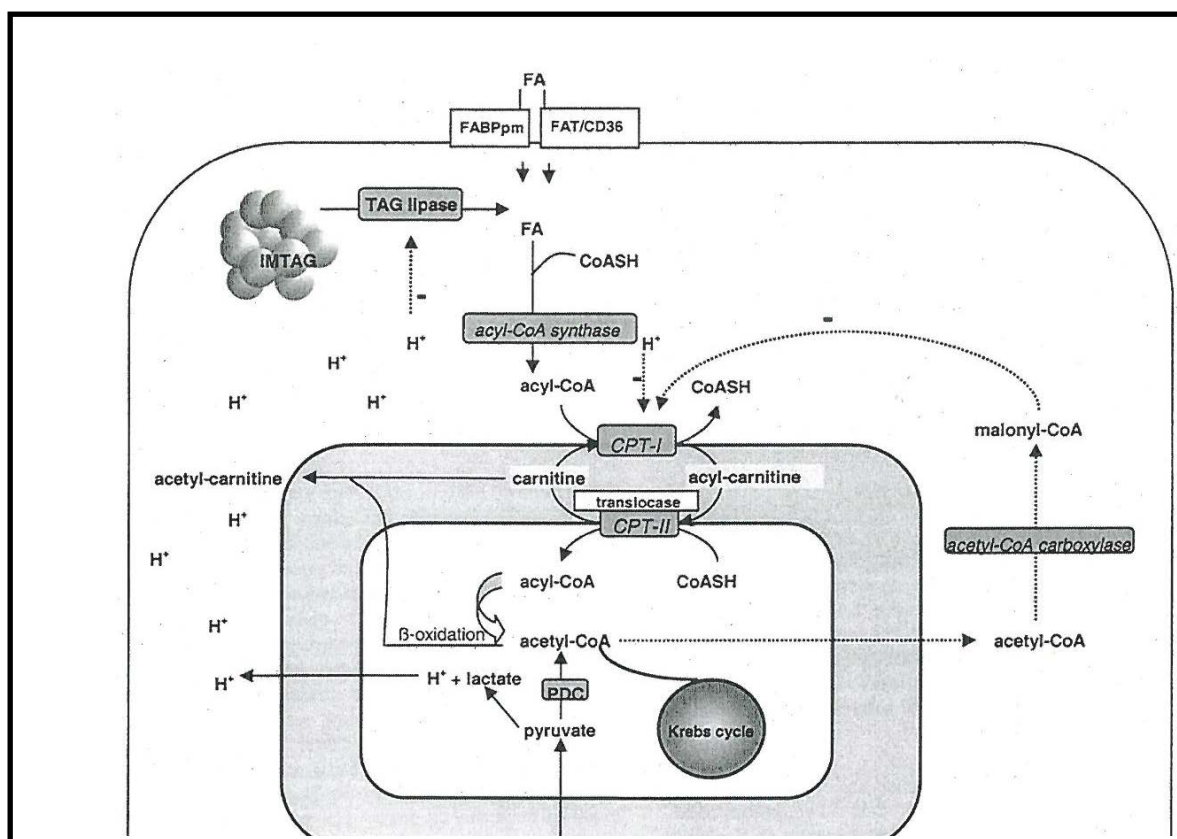 FA
FABPpm
FAT/CD36
TAG lipase
FA
IMTAG
CoASH
-
-
acyl-CoA synthase
H⁺
H⁺
H⁺
-
acyl-CoA
CoASH
H⁺
H⁺
malonyl-CoA
CPT-I
acetyl-carnitine
carnitine
acyl-carnitine
translocase
H⁺
CPT-II
acetyl-CoA carboxylase
H⁺
acyl-CoA
CoASH
H⁺
ß-oxidation
acetyl-CoA
acetyl-CoA
H⁺
H⁺ + lactate
PDC
pyruvate
Krebs cycle